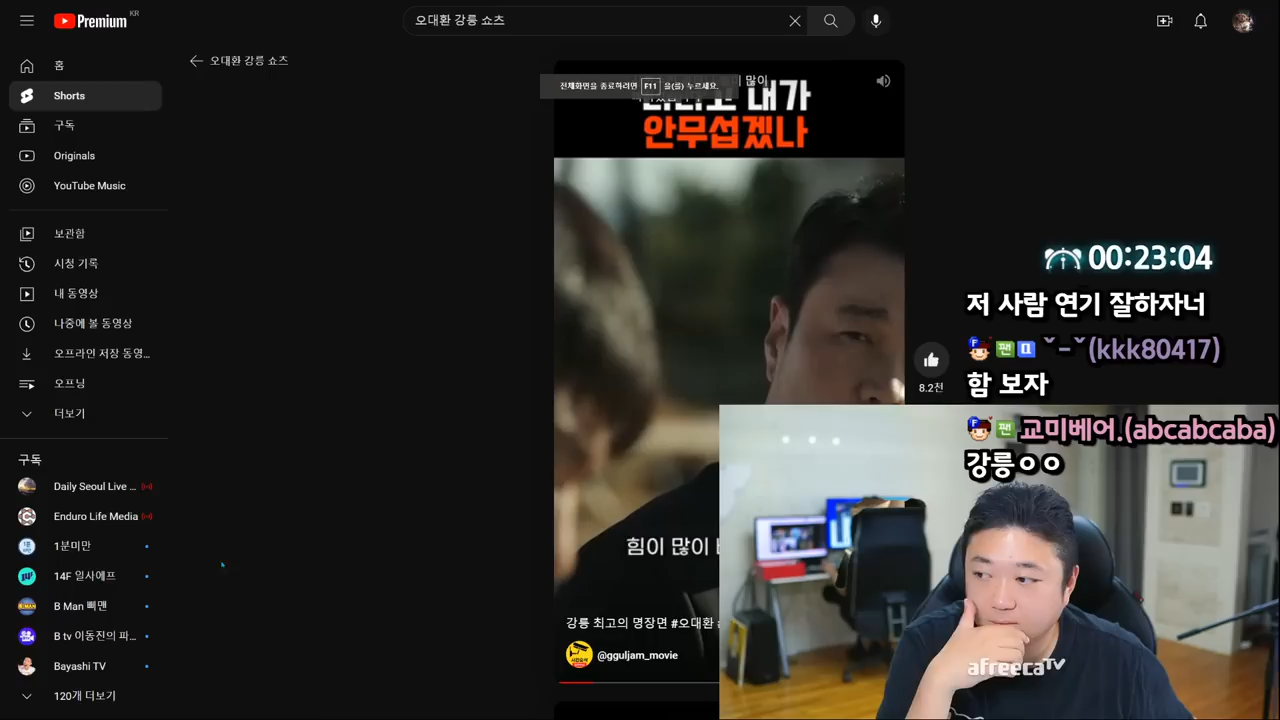 Premium KR
오대환 강릉 쇼츠
홈
Shorts
구독
Originals
YouTube Music
보관함
시청 기록
내 동영상
나중에 볼 동영상
오프라인 저장 동영...
오프닝
더보기
구독
Daily Seoul Live ...
Enduro Life Media
1분미만
14F 일사에프
B Man 삐맨
B tv 이동진의 파...
Bayashi TV
120개 더보기
오대환 강릉 쇼츠
많이
전체화면을 종료하려면 F11 을(를) 누르세요.
내가
안무섭겠나
힘이 많이
강릉 최고의 명장면 #오대환
@gguljam_movie
8.2천
00:23:04
저 사람 연기 잘하자너
F 팬 ˘-˘(kkk80417)
함 보자
F 팬 교미베어.(abcabcaba)
강릉ㅇㅇ
afreecaTV